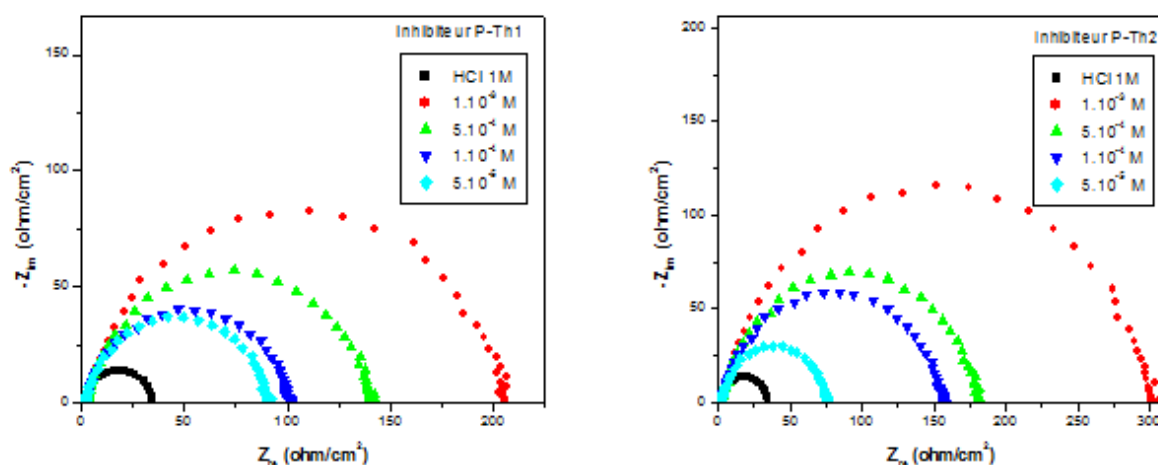 Inhibiteur P-Th1
HCl 1M
1.10⁻³ M
5.10⁻⁴ M
1.10⁻⁴ M
5.10⁻⁵ M
150
100
50
0
-Z_Im (ohm/cm²)
0 50 100 150 200
(ohm/cm²)
Inhibiteur P-Th2
HCl 1M
1.10⁻³ M
5.10⁻⁴ M
1.10⁻⁴ M
5.10⁻⁵ M
200
150
100
50
0
-Z_Im (ohm/cm²)
0 50 100 150 200 250 300
(ohm/cm²)